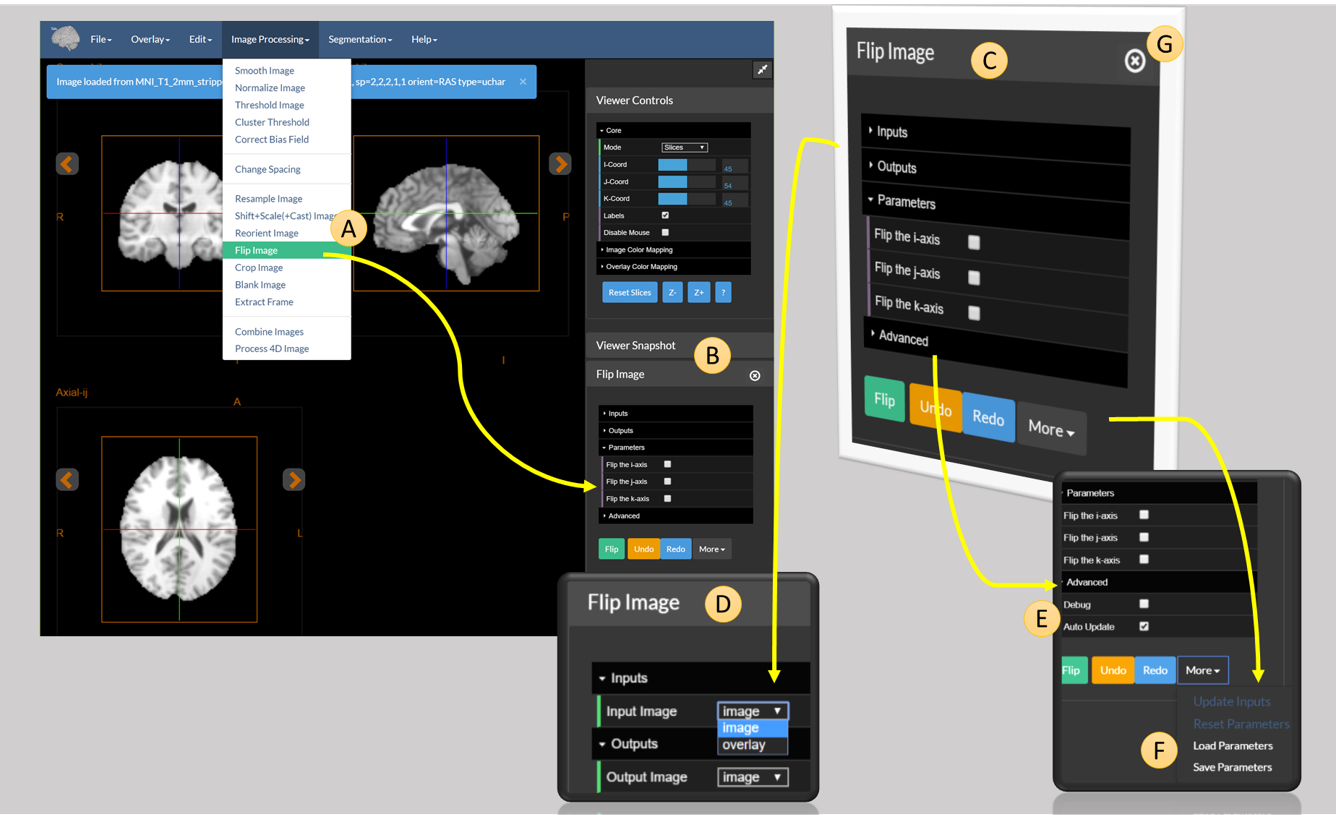 File
Overlay
Edit
Image Processing
Segmentation
Help
Image loaded from MNI_T1_2mm_stripp
, sp=2,2,2,1,1 orient=RAS type=uchar ×
Smooth Image
Normalize Image
Threshold Image
Cluster Threshold
Correct Bias Field
Change Spacing
Resample Image
Shift+Scale(+Cast) Image
Reorient Image
Flip Image
Crop Image
Blank Image
Extract Frame
Combine Images
Process 4D Image
A
R
P
I
Axial-ij
A
R
L
Viewer Controls
Core
Mode Slices
I-Coord 45
J-Coord 54
K-Coord 45
Labels
Disable Mouse
Image Color Mapping
Overlay Color Mapping
Reset Slices Z- Z+ ?
Viewer Snapshot
B
Flip Image
Inputs
Outputs
Parameters
Flip the i-axis
Flip the j-axis
Flip the k-axis
Advanced
Flip Undo Redo More
Flip Image
C
G
Inputs
Outputs
Parameters
Flip the i-axis
Flip the j-axis
Flip the k-axis
Advanced
Flip Undo Redo More
Flip Image
D
Inputs
Input Image image
image
overlay
Outputs
Output Image image
Parameters
Flip the i-axis
Flip the j-axis
Flip the k-axis
Advanced
E
Debug
Auto Update
Flip Undo Redo More
Update Inputs
Reset Parameters
F
Load Parameters
Save Parameters